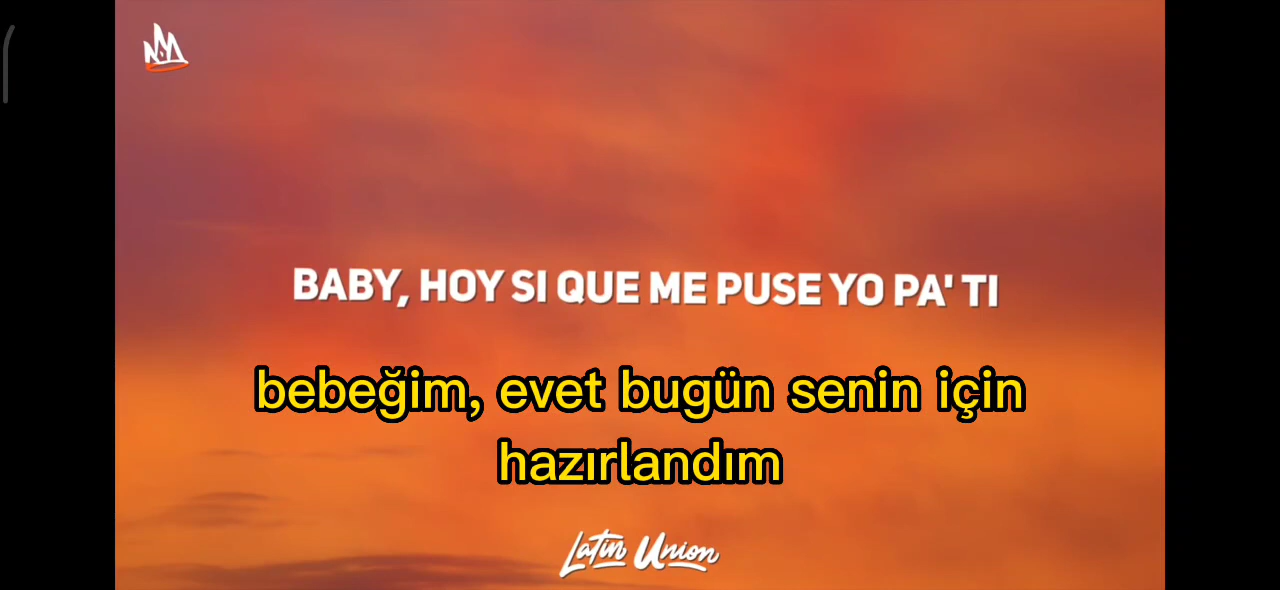 BABY, HOY SI QUE ME PUSE YO PA' TI
bebeğim, evet bugün senin için
hazırlandım
Latin Union